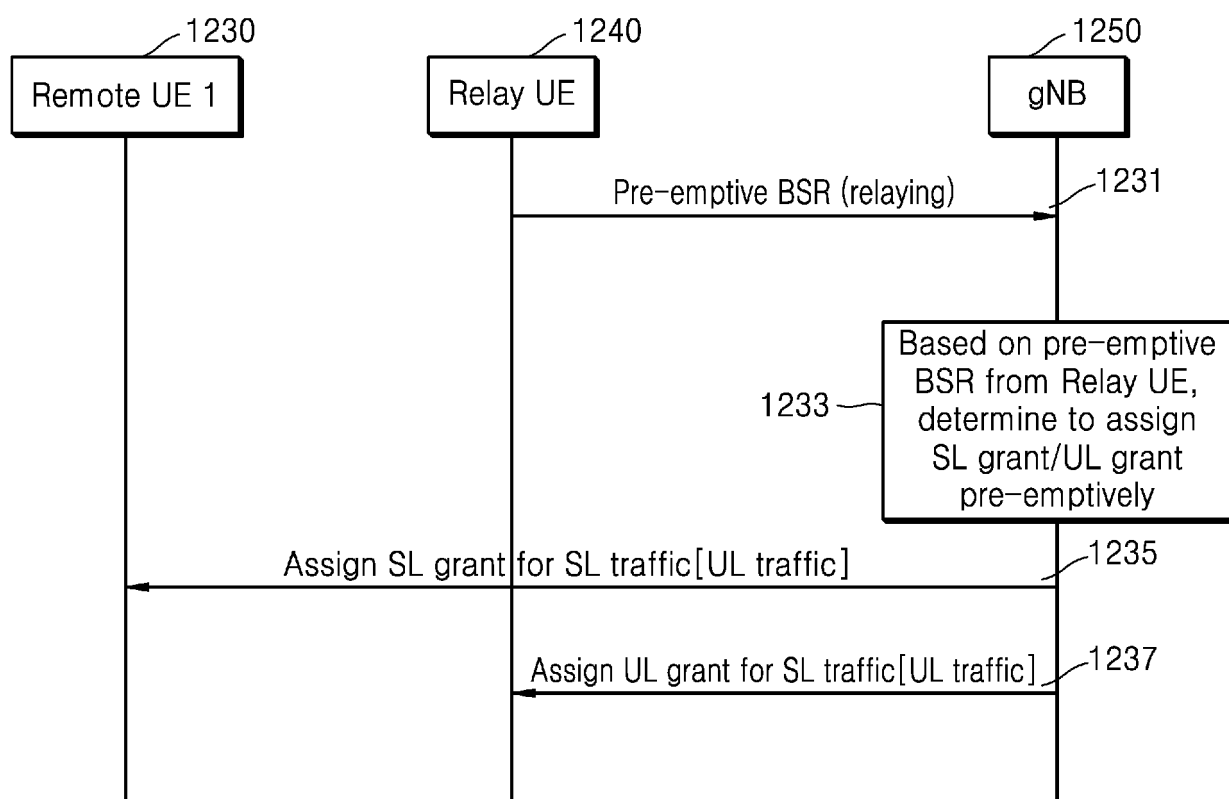 1230
1240
1250
Remote UE 1
Relay UE
gNB
Pre-emptive BSR (relaying)
1231
Based on pre-emptive
BSR from Relay UE,
determine to assign
SL grant/UL grant
pre-emptively
1233
Assign SL grant for SL traffic[UL traffic]
1235
Assign UL grant for SL traffic[UL traffic]
1237